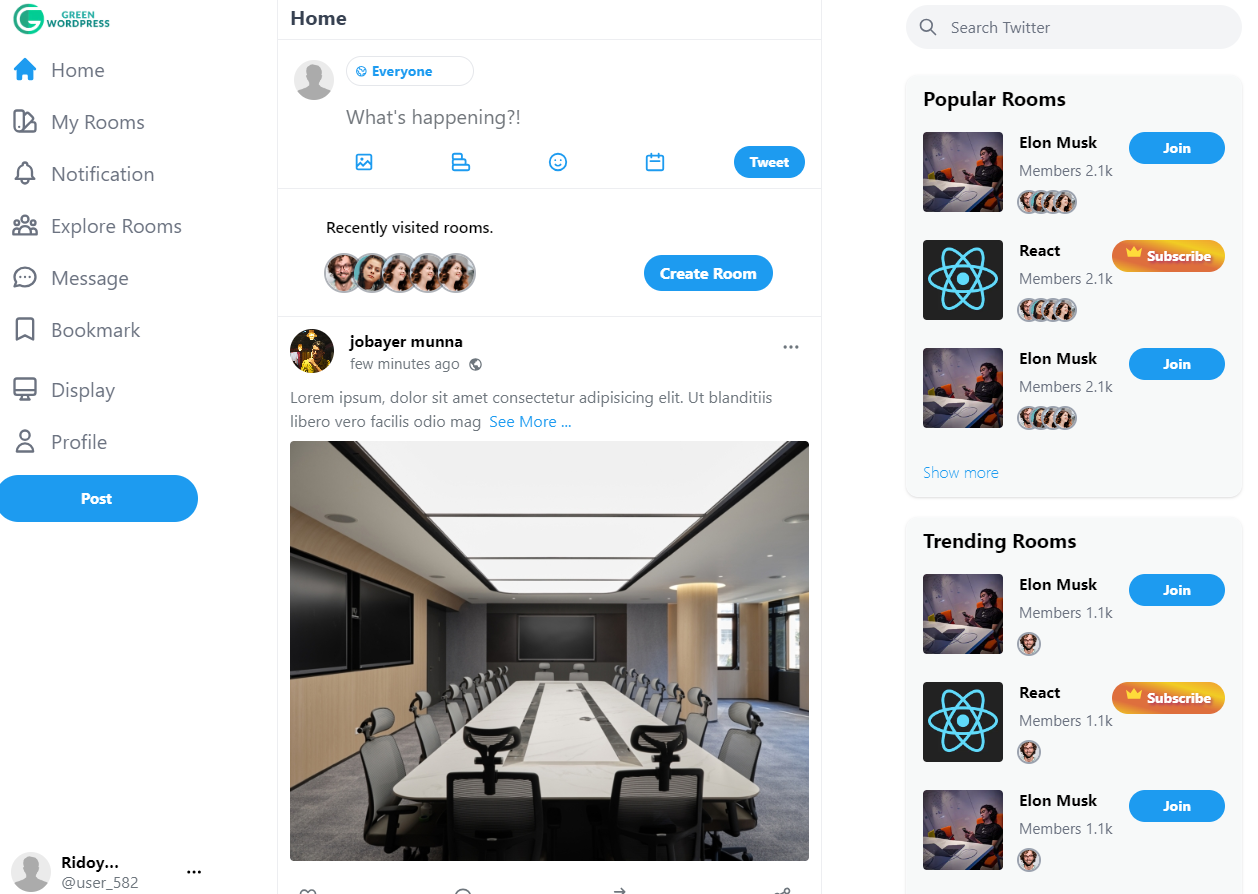 GREEN
WORDPRESS
Home
My Rooms
Notification
Explore Rooms
Message
Bookmark
Display
Profile
Post
Ridoy...
@user_582
Home
Everyone
What's happening?!
Tweet
Recently visited rooms.
Create Room
jobayer munna
few minutes ago
Lorem ipsum, dolor sit amet consectetur adipisicing elit. Ut blanditiis
libero vero facilis odio mag See More ...
Search Twitter
Popular Rooms
Elon Musk
Join
Members 2.1k
React
Subscribe
Members 2.1k
Elon Musk
Join
Members 2.1k
Show more
Trending Rooms
Elon Musk
Join
Members 1.1k
React
Subscribe
Members 1.1k
Elon Musk
Join
Members 1.1k